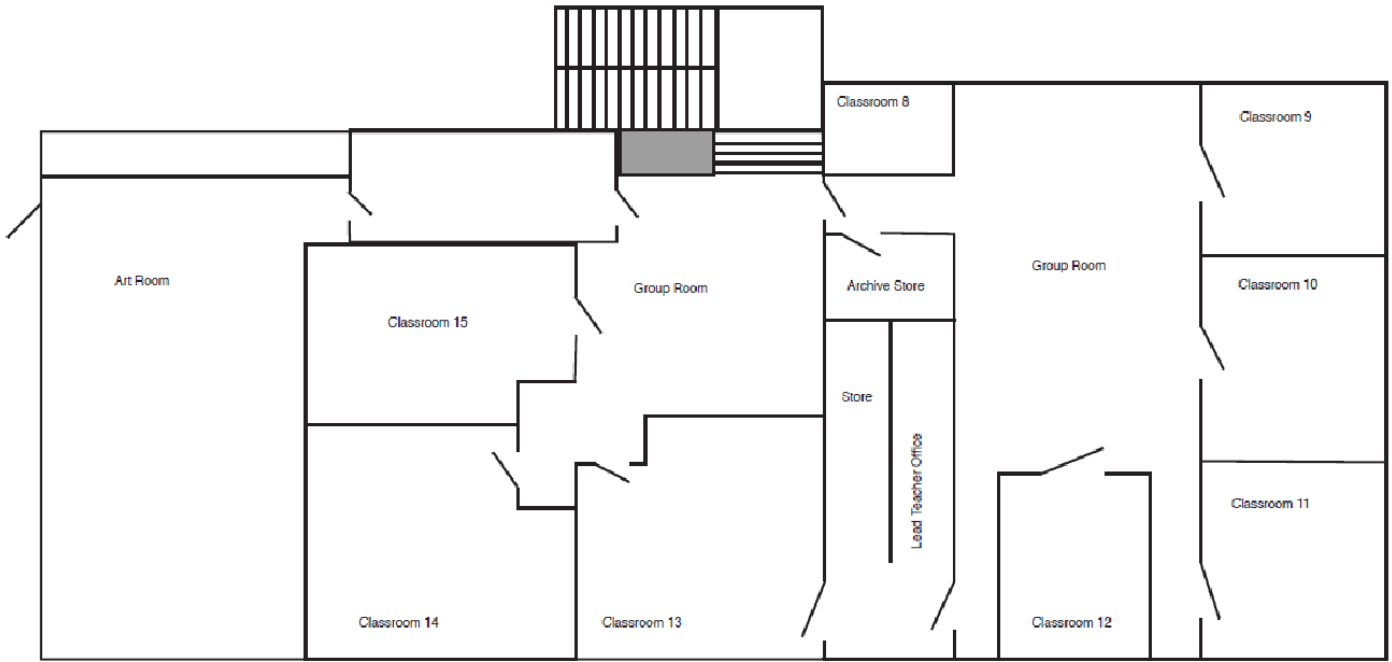 Classroom 8
Classroom 9
Art Room
Group Room
Archive Store
Group Room
Classroom 10
Classroom 15
Store
Lead Teacher Office
Classroom 11
Classroom 14
Classroom 13
Classroom 12